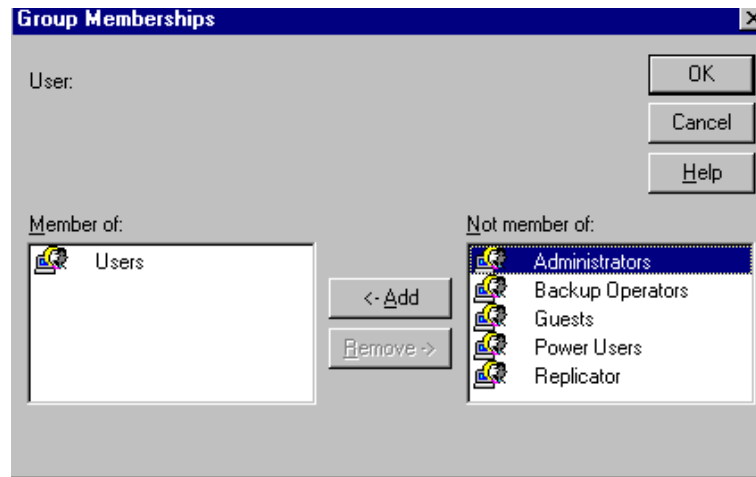 Group Memberships
User:
OK
Cancel
Help
Member of:
Users
<- Add
Remove ->
Not member of:
Administrators
Backup Operators
Guests
Power Users
Replicator